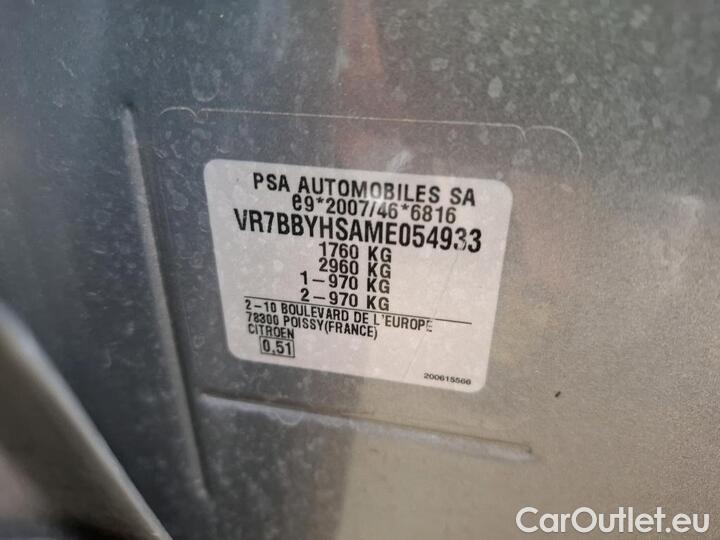 PSA AUTOMOBILES SA
e9*2007/46*6816
VR7BBYHSAME054933
1760 KG
2960 KG
1-970 KG
2-970 KG
2-10 BOULEVARD DE L'EUROPE
78300 POISSY(FRANCE)
CITROEN
0.51
200615566
CarOutlet.eu